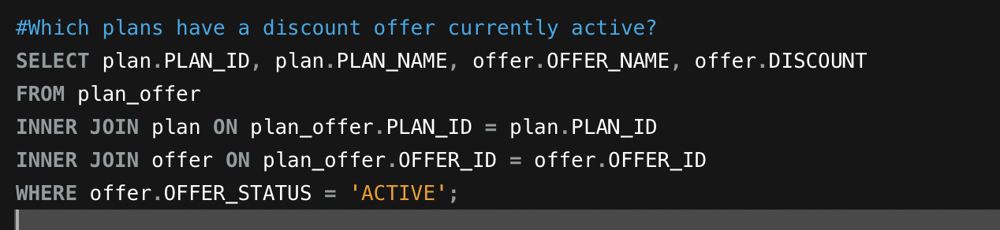 #Which plans have a discount offer currently active?
SELECT plan.PLAN_ID, plan.PLAN_NAME, offer.OFFER_NAME, offer.DISCOUNT
FROM plan_offer
INNER JOIN plan ON plan_offer.PLAN_ID = plan.PLAN_ID
INNER JOIN offer ON plan_offer.OFFER_ID = offer.OFFER_ID
WHERE offer.OFFER_STATUS = 'ACTIVE';